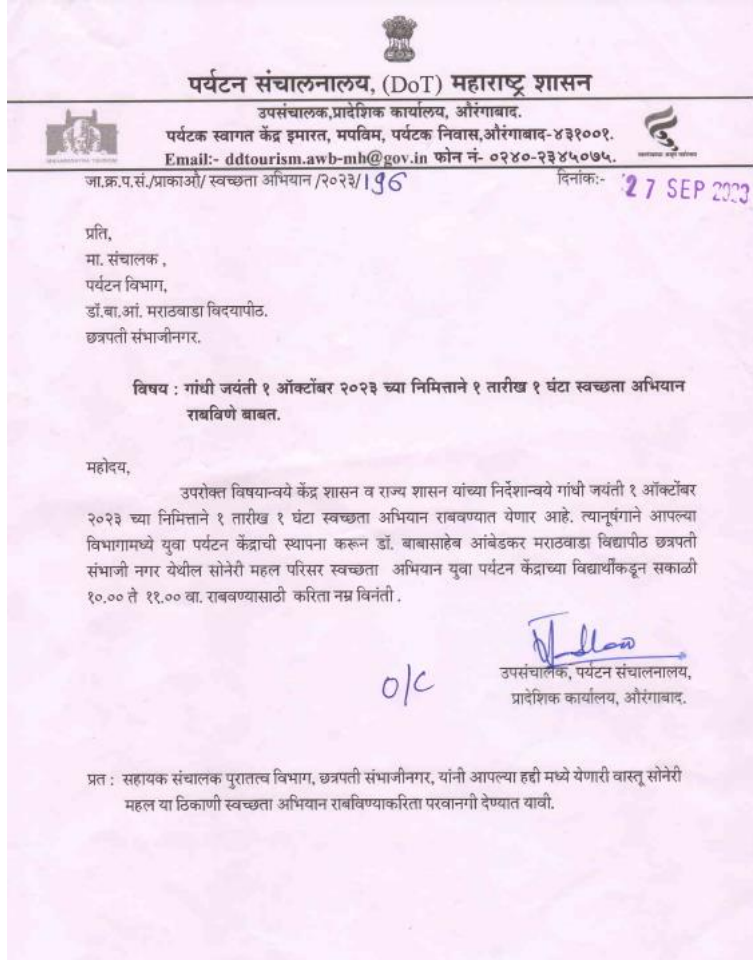 पर्यटन संचालनालय, (DoT) महाराष्ट्र शासन
उपसंचालक,प्रादेशिक कार्यालय, औरंगाबाद.
पर्यटक स्वागत केंद्र इमारत, मपविम, पर्यटक निवास,औरंगाबाद-४३१००१.
Email:- ddtourism.awb-mh@gov.in फोन नं- ०२४०-२३४५०७५.
जा.क्र.प.सं./प्राकाऔ/ स्वच्छता अभियान /२०२३/196 दिनांक:- 27 SEP 2023
प्रति,
मा. संचालक ,
पर्यटन विभाग,
डॉ.बा.आं. मराठवाडा विदयापीठ.
छत्रपती संभाजीनगर.
विषय : गांधी जयंती १ ऑक्टोंबर २०२३ च्या निमित्ताने १ तारीख १ घंटा स्वच्छता अभियान
राबविणे बाबत.
महोदय,
उपरोक्त विषयान्वये केंद्र शासन व राज्य शासन यांच्या निर्देशान्वये गांधी जयंती १ ऑक्टोंबर
२०२३ च्या निमित्ताने १ तारीख १ घंटा स्वच्छता अभियान राबवण्यात येणार आहे. त्यानूषंगाने आपल्या
विभागामध्ये युवा पर्यटन केंद्राची स्थापना करून डॉ. बाबासाहेब आंबेडकर मराठवाडा विद्यापीठ छत्रपती
संभाजी नगर येथील सोनेरी महल परिसर स्वच्छता अभियान युवा पर्यटन केंद्राच्या विद्यार्थीकडून सकाळी
१०.०० ते ११.०० वा. राबवण्यासाठी करिता नम्र विनंती .
O/C
उपसंचालक, पर्यटन संचालनालय,
प्रादेशिक कार्यालय, औरंगाबाद.
प्रत : सहायक संचालक पुरातत्व विभाग, छत्रपती संभाजीनगर, यांनी आपल्या हद्दी मध्ये येणारी वास्तू सोनेरी
महल या ठिकाणी स्वच्छता अभियान राबविण्याकरिता परवानगी देण्यात यावी.